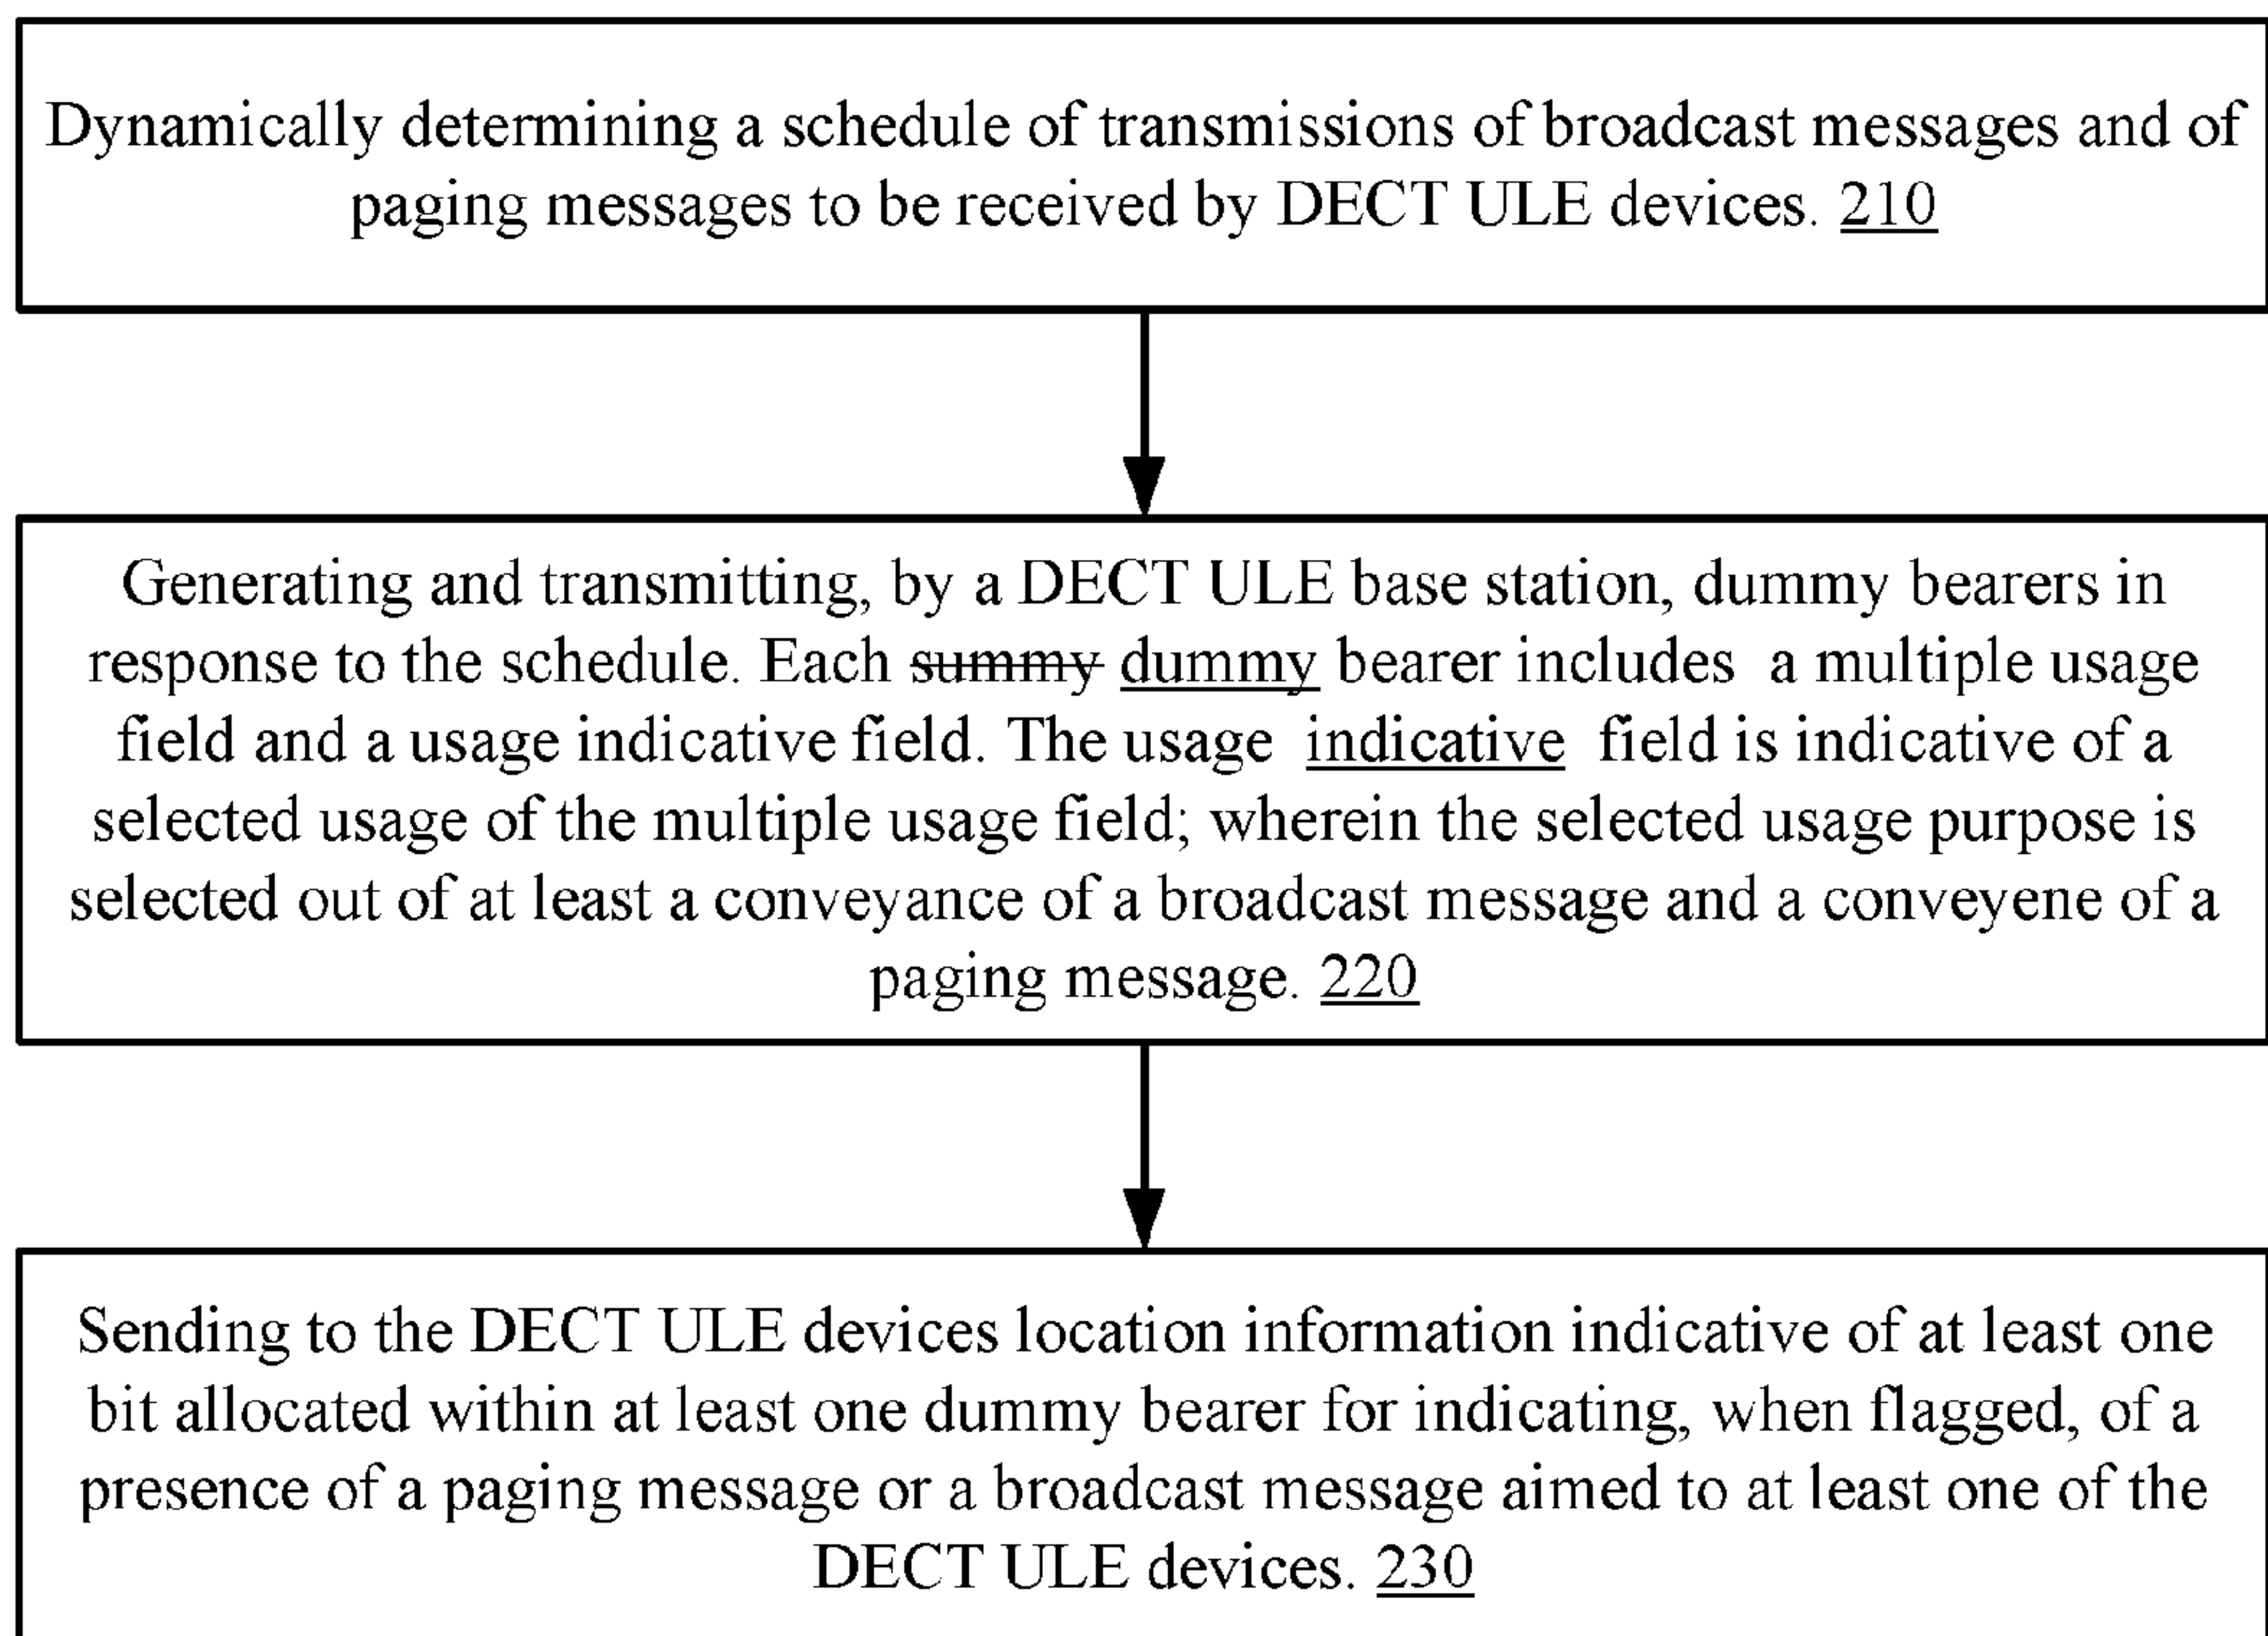 Dynamically determining a schedule of transmissions of broadcast messages and of
paging messages to be received by DECT ULE devices. 210
Generating and transmitting, by a DECT ULE base station, dummy bearers in
response to the schedule. Each summy dummy bearer includes a multiple usage
field and a usage indicative field. The usage indicative field is indicative of a
selected usage of the multiple usage field; wherein the selected usage purpose is
selected out of at least a conveyance of a broadcast message and a conveyene of a
paging message. 220
Sending to the DECT ULE devices location information indicative of at least one
bit allocated within at least one dummy bearer for indicating, when flagged, of a
presence of a paging message or a broadcast message aimed to at least one of the
DECT ULE devices. 230